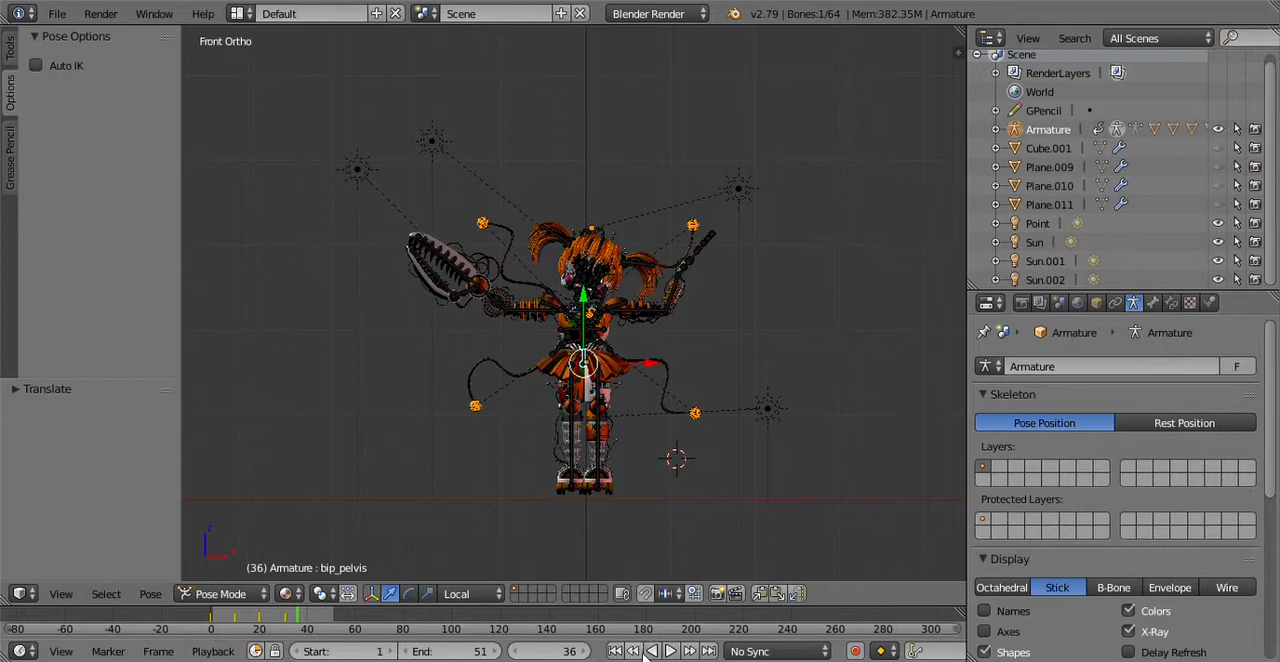 File Render Window Help Default Scene Blender Render v2.79 | Bones:1/64 | Mem:382.35M | Armature
Pose Options
Auto IK
Tools
Options
Grease Pencil
Translate
Front Ortho
z
x
(36) Armature : bip_pelvis
View Search All Scenes
Scene
RenderLayers
World
GPencil
Armature
Cube.001
Plane.009
Plane.010
Plane.011
Point
Sun
Sun.001
Sun.002
Armature Armature
Armature F
Skeleton
Pose Position Rest Position
Layers:
Protected Layers:
Display
Octahedral Stick B-Bone Envelope Wire
Names Colors
Axes X-Ray
Shapes Delay Refresh
View Select Pose Pose Mode Local
-80 -60 -40 -20 0 20 40 60 80 100 120 140 160 180 200 220 240 260 280 300
View Marker Frame Playback Start: 1 End: 51 36 No Sync